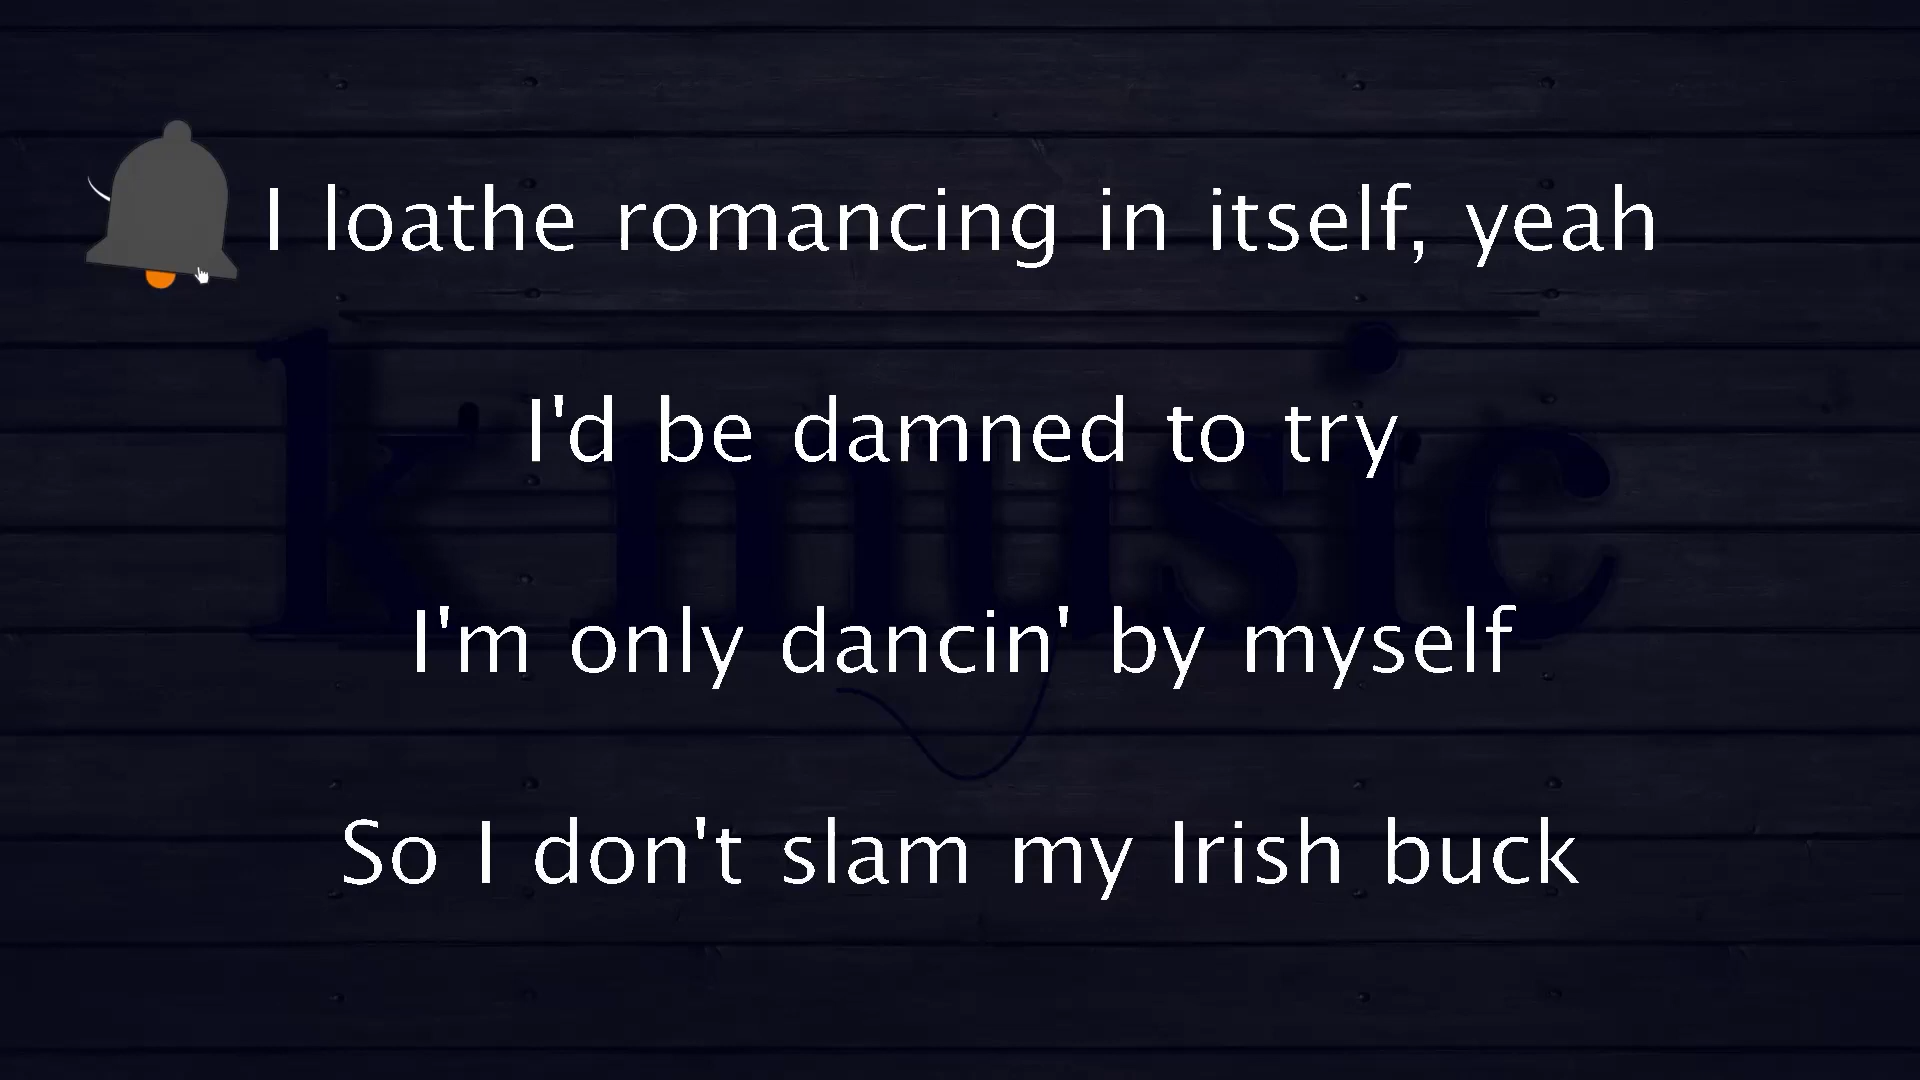 I loathe romancing in itself, yeah
I'd be damned to try
k music
I'm only dancin' by myself
So I don't slam my Irish buck